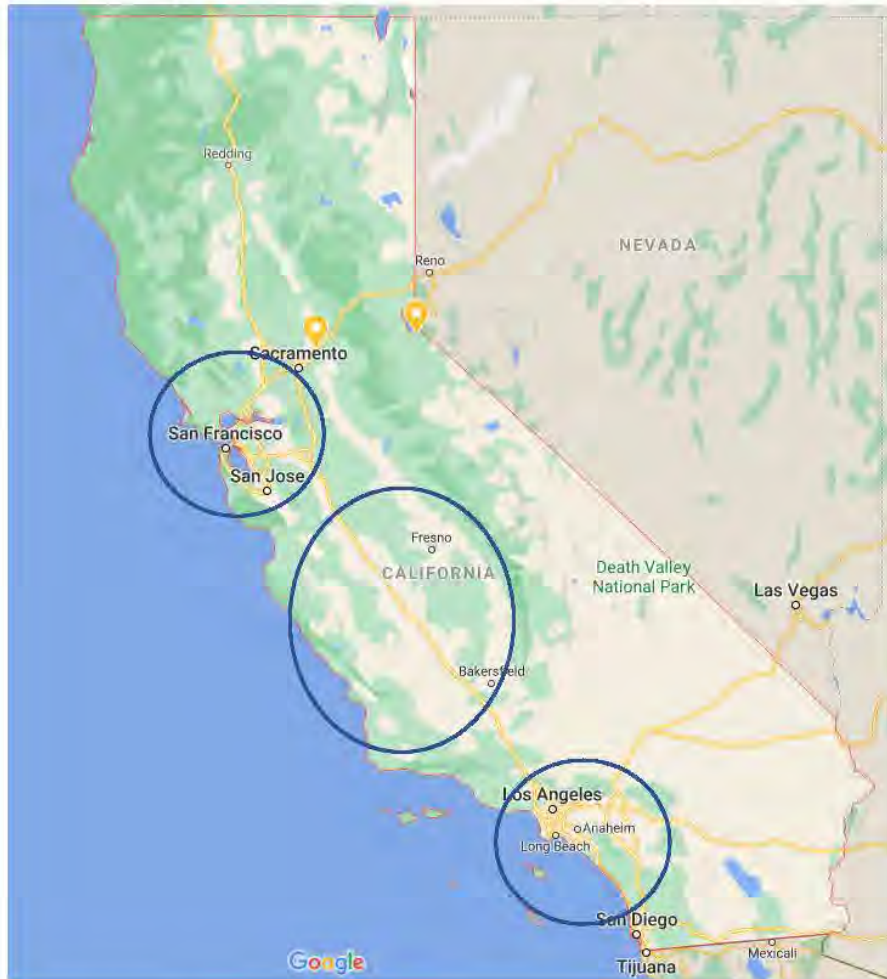 Redding
NEVADA
Reno
Sacramento
San Francisco
San Jose
Fresno
CALIFORNIA
Death Valley
National Park
Las Vegas
Bakersfield
Los Angeles
Anaheim
Long Beach
San Diego
Mexicali
Tijuana
Google